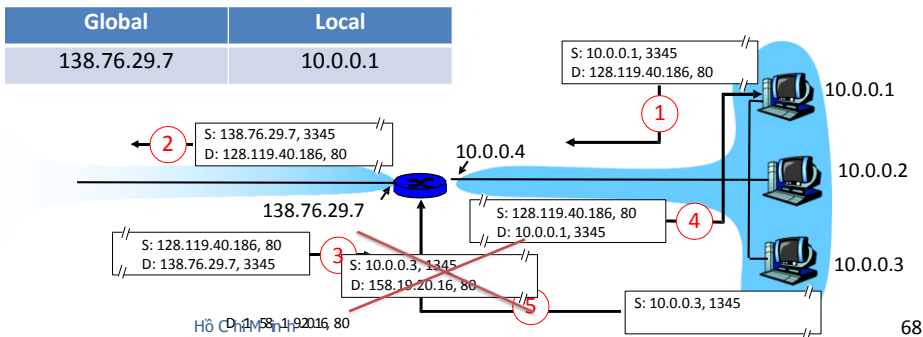 Global Local
138.76.29.7 10.0.0.1
S: 10.0.0.1, 3345
D: 128.119.40.186, 80
1
10.0.0.1
2
S: 138.76.29.7, 3345
D: 128.119.40.186, 80
10.0.0.4
10.0.0.2
138.76.29.7
S: 128.119.40.186, 80
D: 10.0.0.1, 3345
4
S: 128.119.40.186, 80
D: 138.76.29.7, 3345
3
S: 10.0.0.3, 1345
D: 158.19.20.16, 80
10.0.0.3
5
S: 10.0.0.3, 1345
Hồ
80
68